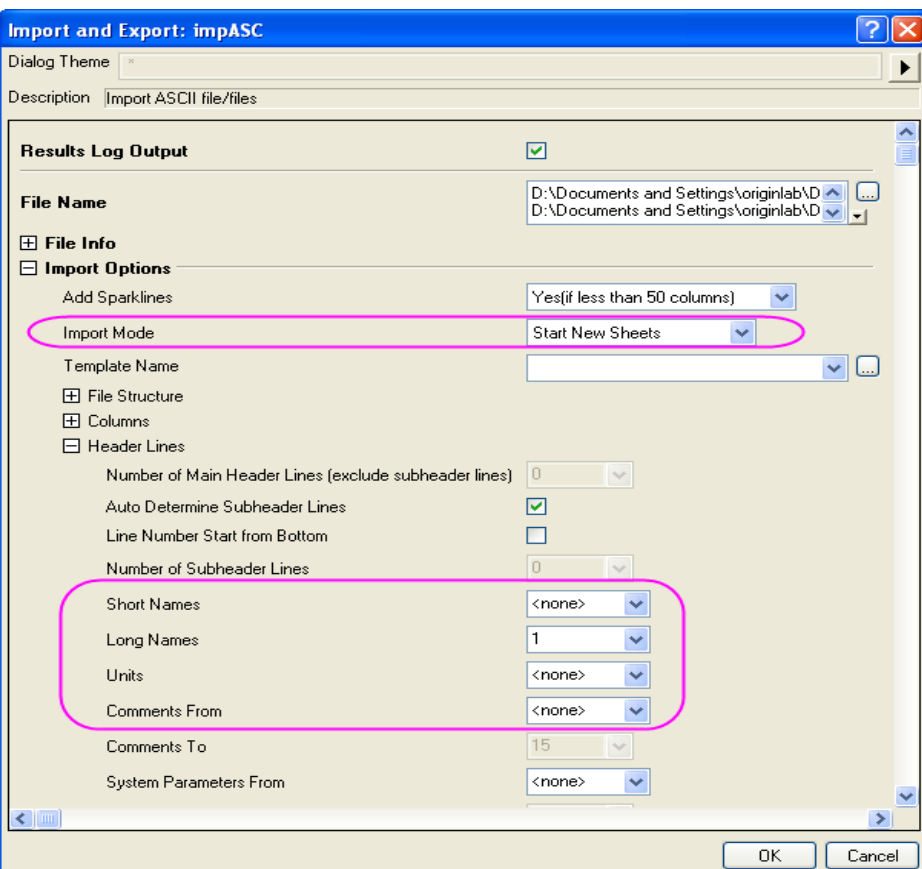 Import and Export: impASC
Dialog Theme *
Description Import ASCII file/files
Results Log Output
File Name D:\Documents and Settings\originlab\D ...
D:\Documents and Settings\originlab\D
File Info
Import Options
Add Sparklines Yes(if less than 50 columns)
Import Mode Start New Sheets
Template Name ...
File Structure
Columns
Header Lines
Number of Main Header Lines (exclude subheader lines) 0
Auto Determine Subheader Lines
Line Number Start from Bottom
Number of Subheader Lines 0
Short Names <none>
Long Names 1
Units <none>
Comments From <none>
Comments To 15
System Parameters From <none>
OK Cancel